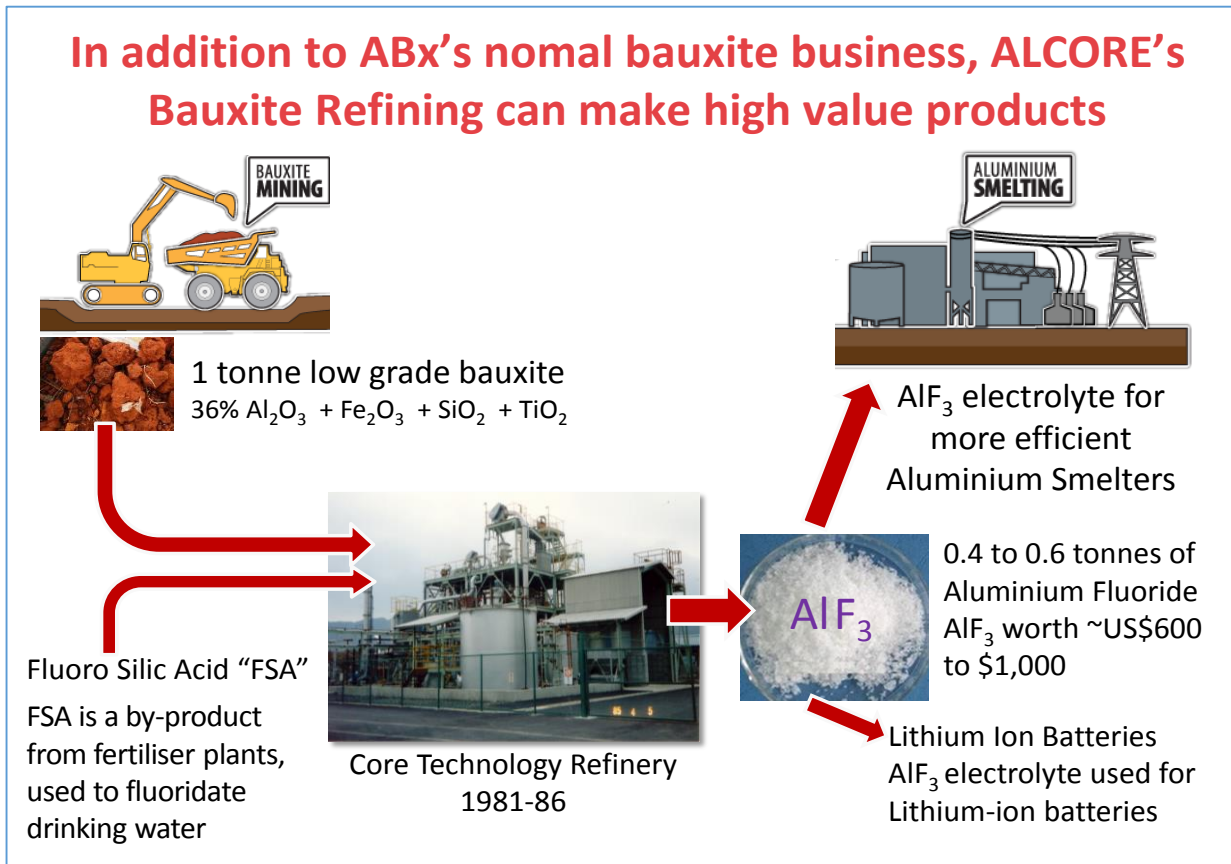 In addition to ABx's nomal bauxite business, ALCORE's
Bauxite Refining can make high value products
BAUXITE
MINING
ALUMINIUM
SMELTING
1 tonne low grade bauxite
36% Al₂O₃ + Fe₂O₃ + SiO₂ + TiO₂
AlF₃ electrolyte for
more efficient
Aluminium Smelters
Fluoro Silic Acid “FSA”
FSA is a by-product
from fertiliser plants,
used to fluoridate
drinking water
85 4 5
Core Technology Refinery
1981-86
AlF₃
0.4 to 0.6 tonnes of
Aluminium Fluoride
AlF₃ worth ~US$600
to $1,000
Lithium Ion Batteries
AlF₃ electrolyte used for
Lithium-ion batteries